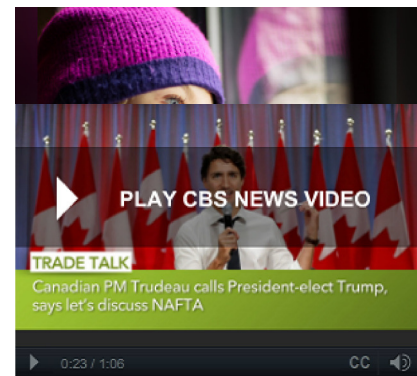 PLAY CBS NEWS VIDEO
TRADE TALK
Canadian PM Trudeau calls President-elect Trump,
says let's discuss NAFTA
0:23 / 1:06
CC